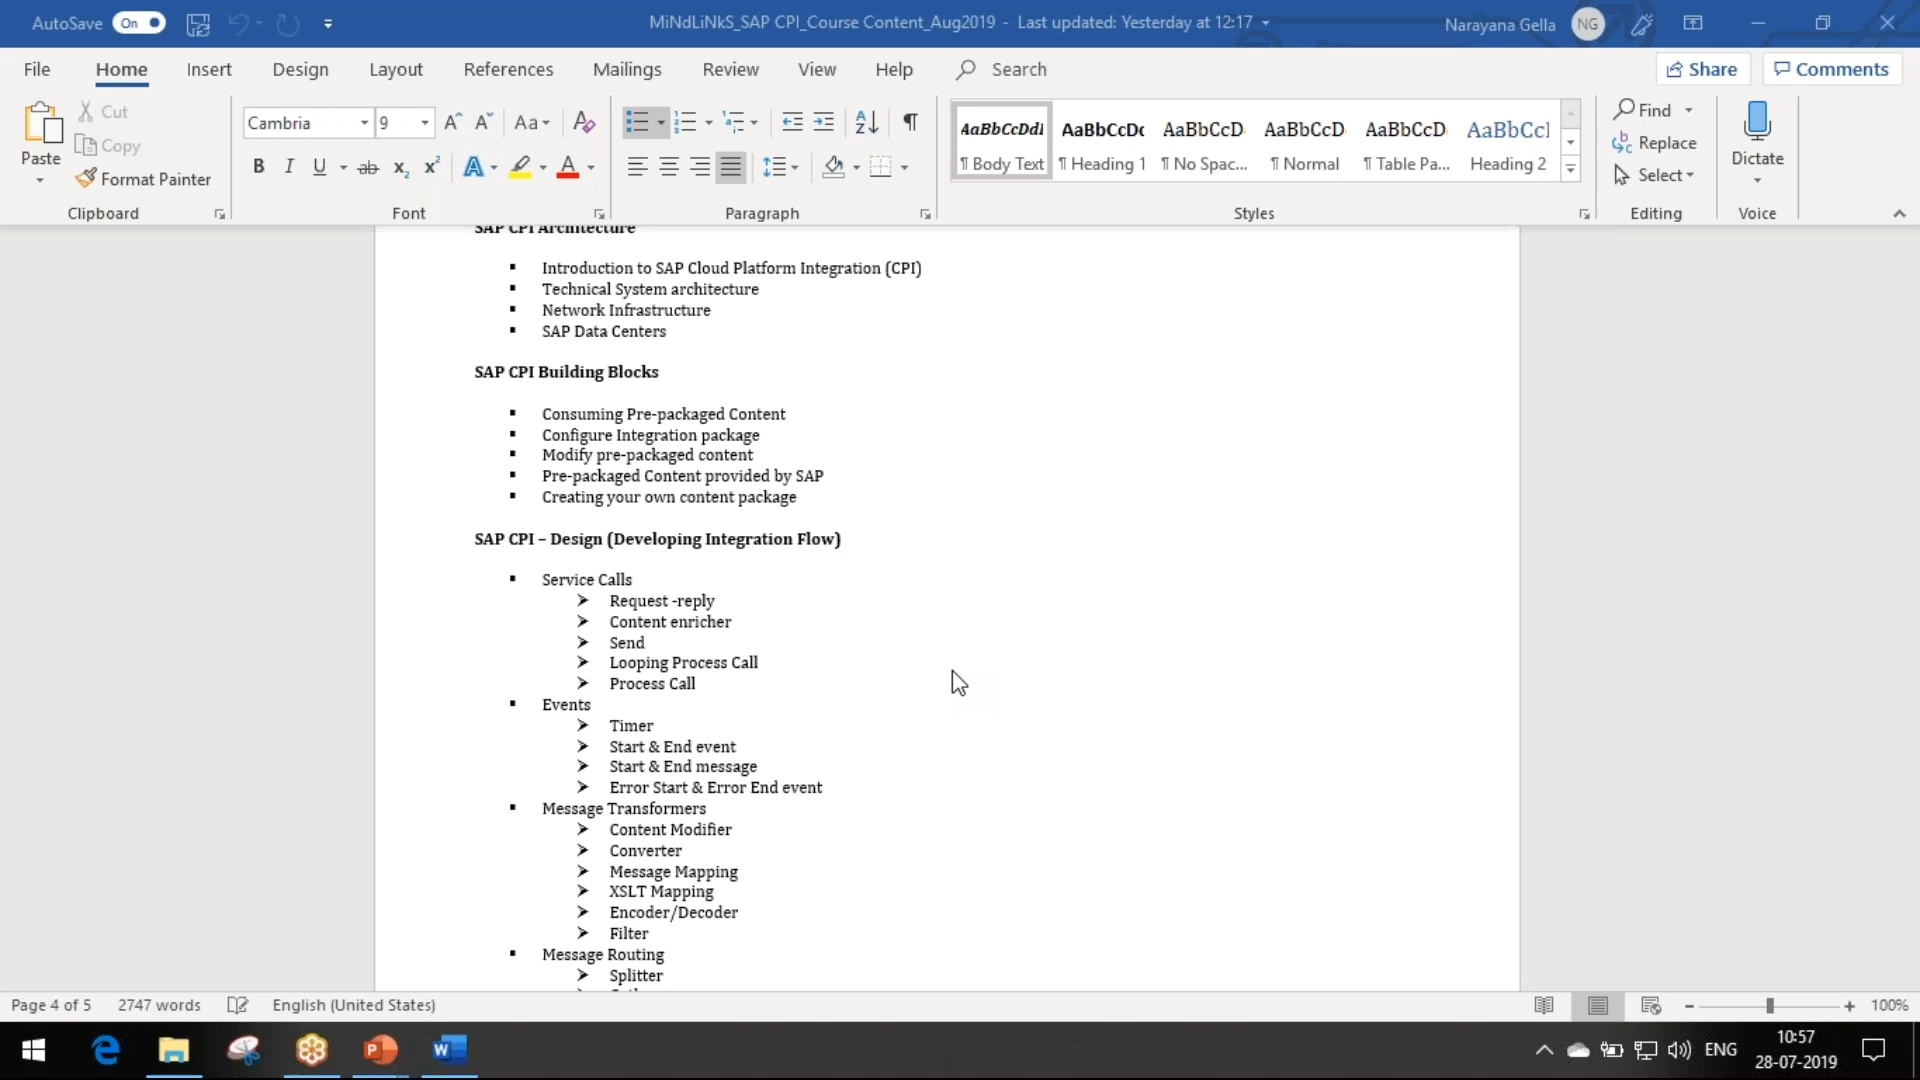 AutoSave On MiNdLiNkS_SAP CPI_Course Content_Aug2019 - Last updated: Yesterday at 12:17 Narayana Gella NG
File Home Insert Design Layout References Mailings Review View Help Search Share Comments
Paste Cut Copy Format Painter Clipboard
Cambria 9 Aa A
B I U ab x₂ x² A A Font
Paragraph
AaBbCcDdI AaBbCcDc AaBbCcD AaBbCcD AaBbCcD AaBbCcI
¶ Body Text ¶ Heading 1 ¶ No Spac... ¶ Normal ¶ Table Pa... Heading 2
Styles
Find Replace Select Editing
Dictate Voice
SAP CPI Architecture
▪ Introduction to SAP Cloud Platform Integration (CPI)
▪ Technical System architecture
▪ Network Infrastructure
▪ SAP Data Centers
SAP CPI Building Blocks
▪ Consuming Pre-packaged Content
▪ Configure Integration package
▪ Modify pre-packaged content
▪ Pre-packaged Content provided by SAP
▪ Creating your own content package
SAP CPI – Design (Developing Integration Flow)
▪ Service Calls
➢ Request -reply
➢ Content enricher
➢ Send
➢ Looping Process Call
➢ Process Call
▪ Events
➢ Timer
➢ Start & End event
➢ Start & End message
➢ Error Start & Error End event
▪ Message Transformers
➢ Content Modifier
➢ Converter
➢ Message Mapping
➢ XSLT Mapping
➢ Encoder/Decoder
➢ Filter
▪ Message Routing
➢ Splitter
Page 4 of 5 2747 words English (United States) 100%
ENG 10:57
28-07-2019